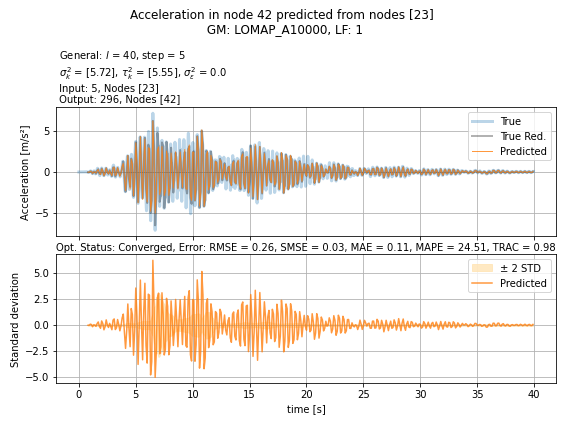 Acceleration in node 42 predicted from nodes [23]
GM: LOMAP_A10000, LF: 1
General: l = 40, step = 5
σ²ₖ = [5.72], τ²ₖ = [5.55], σ²ₑ = 0.0
Input: 5, Nodes [23]
Output: 296, Nodes [42]
Acceleration [m/s²]
5
0
−5
True
True Red.
Predicted
Opt. Status: Converged, Error: RMSE = 0.26, SMSE = 0.03, MAE = 0.11, MAPE = 24.51, TRAC = 0.98
Standard deviation
5.0
2.5
0.0
−2.5
−5.0
± 2 STD
Predicted
0 5 10 15 20 25 30 35 40
time [s]